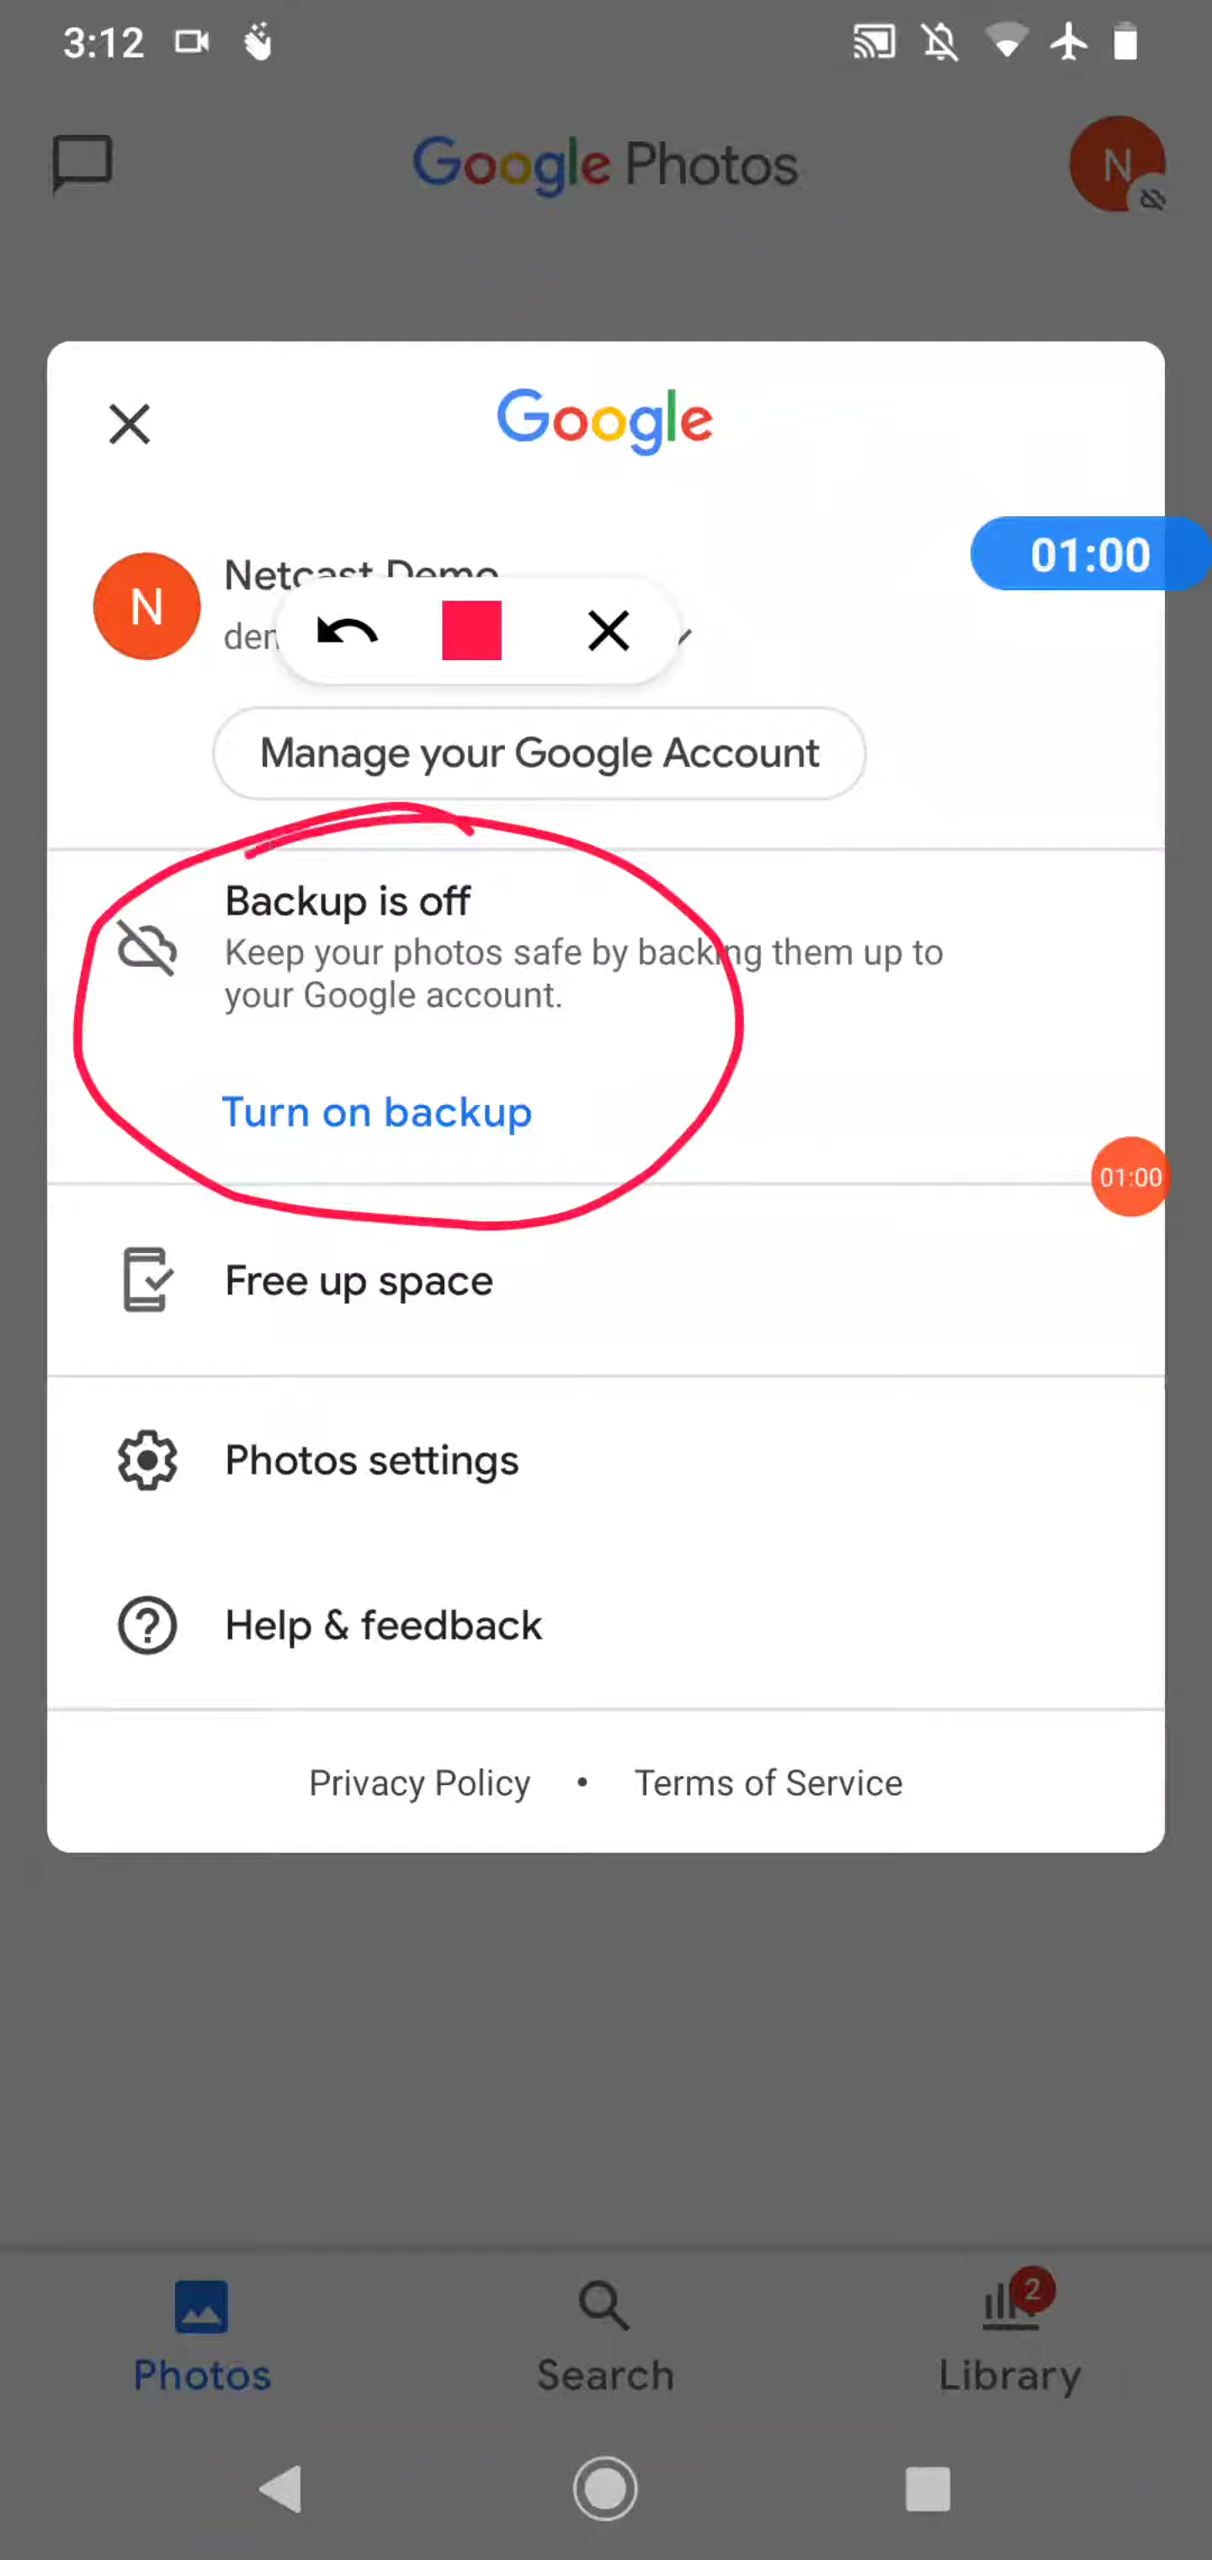 3:12
Google Photos
N
Google
01:00
N
Netcast Demo
Manage your Google Account
Backup is off
Keep your photos safe by backing them up to
your Google account.
Turn on backup
01:00
Free up space
Photos settings
Help & feedback
Privacy Policy • Terms of Service
2
Photos
Search
Library